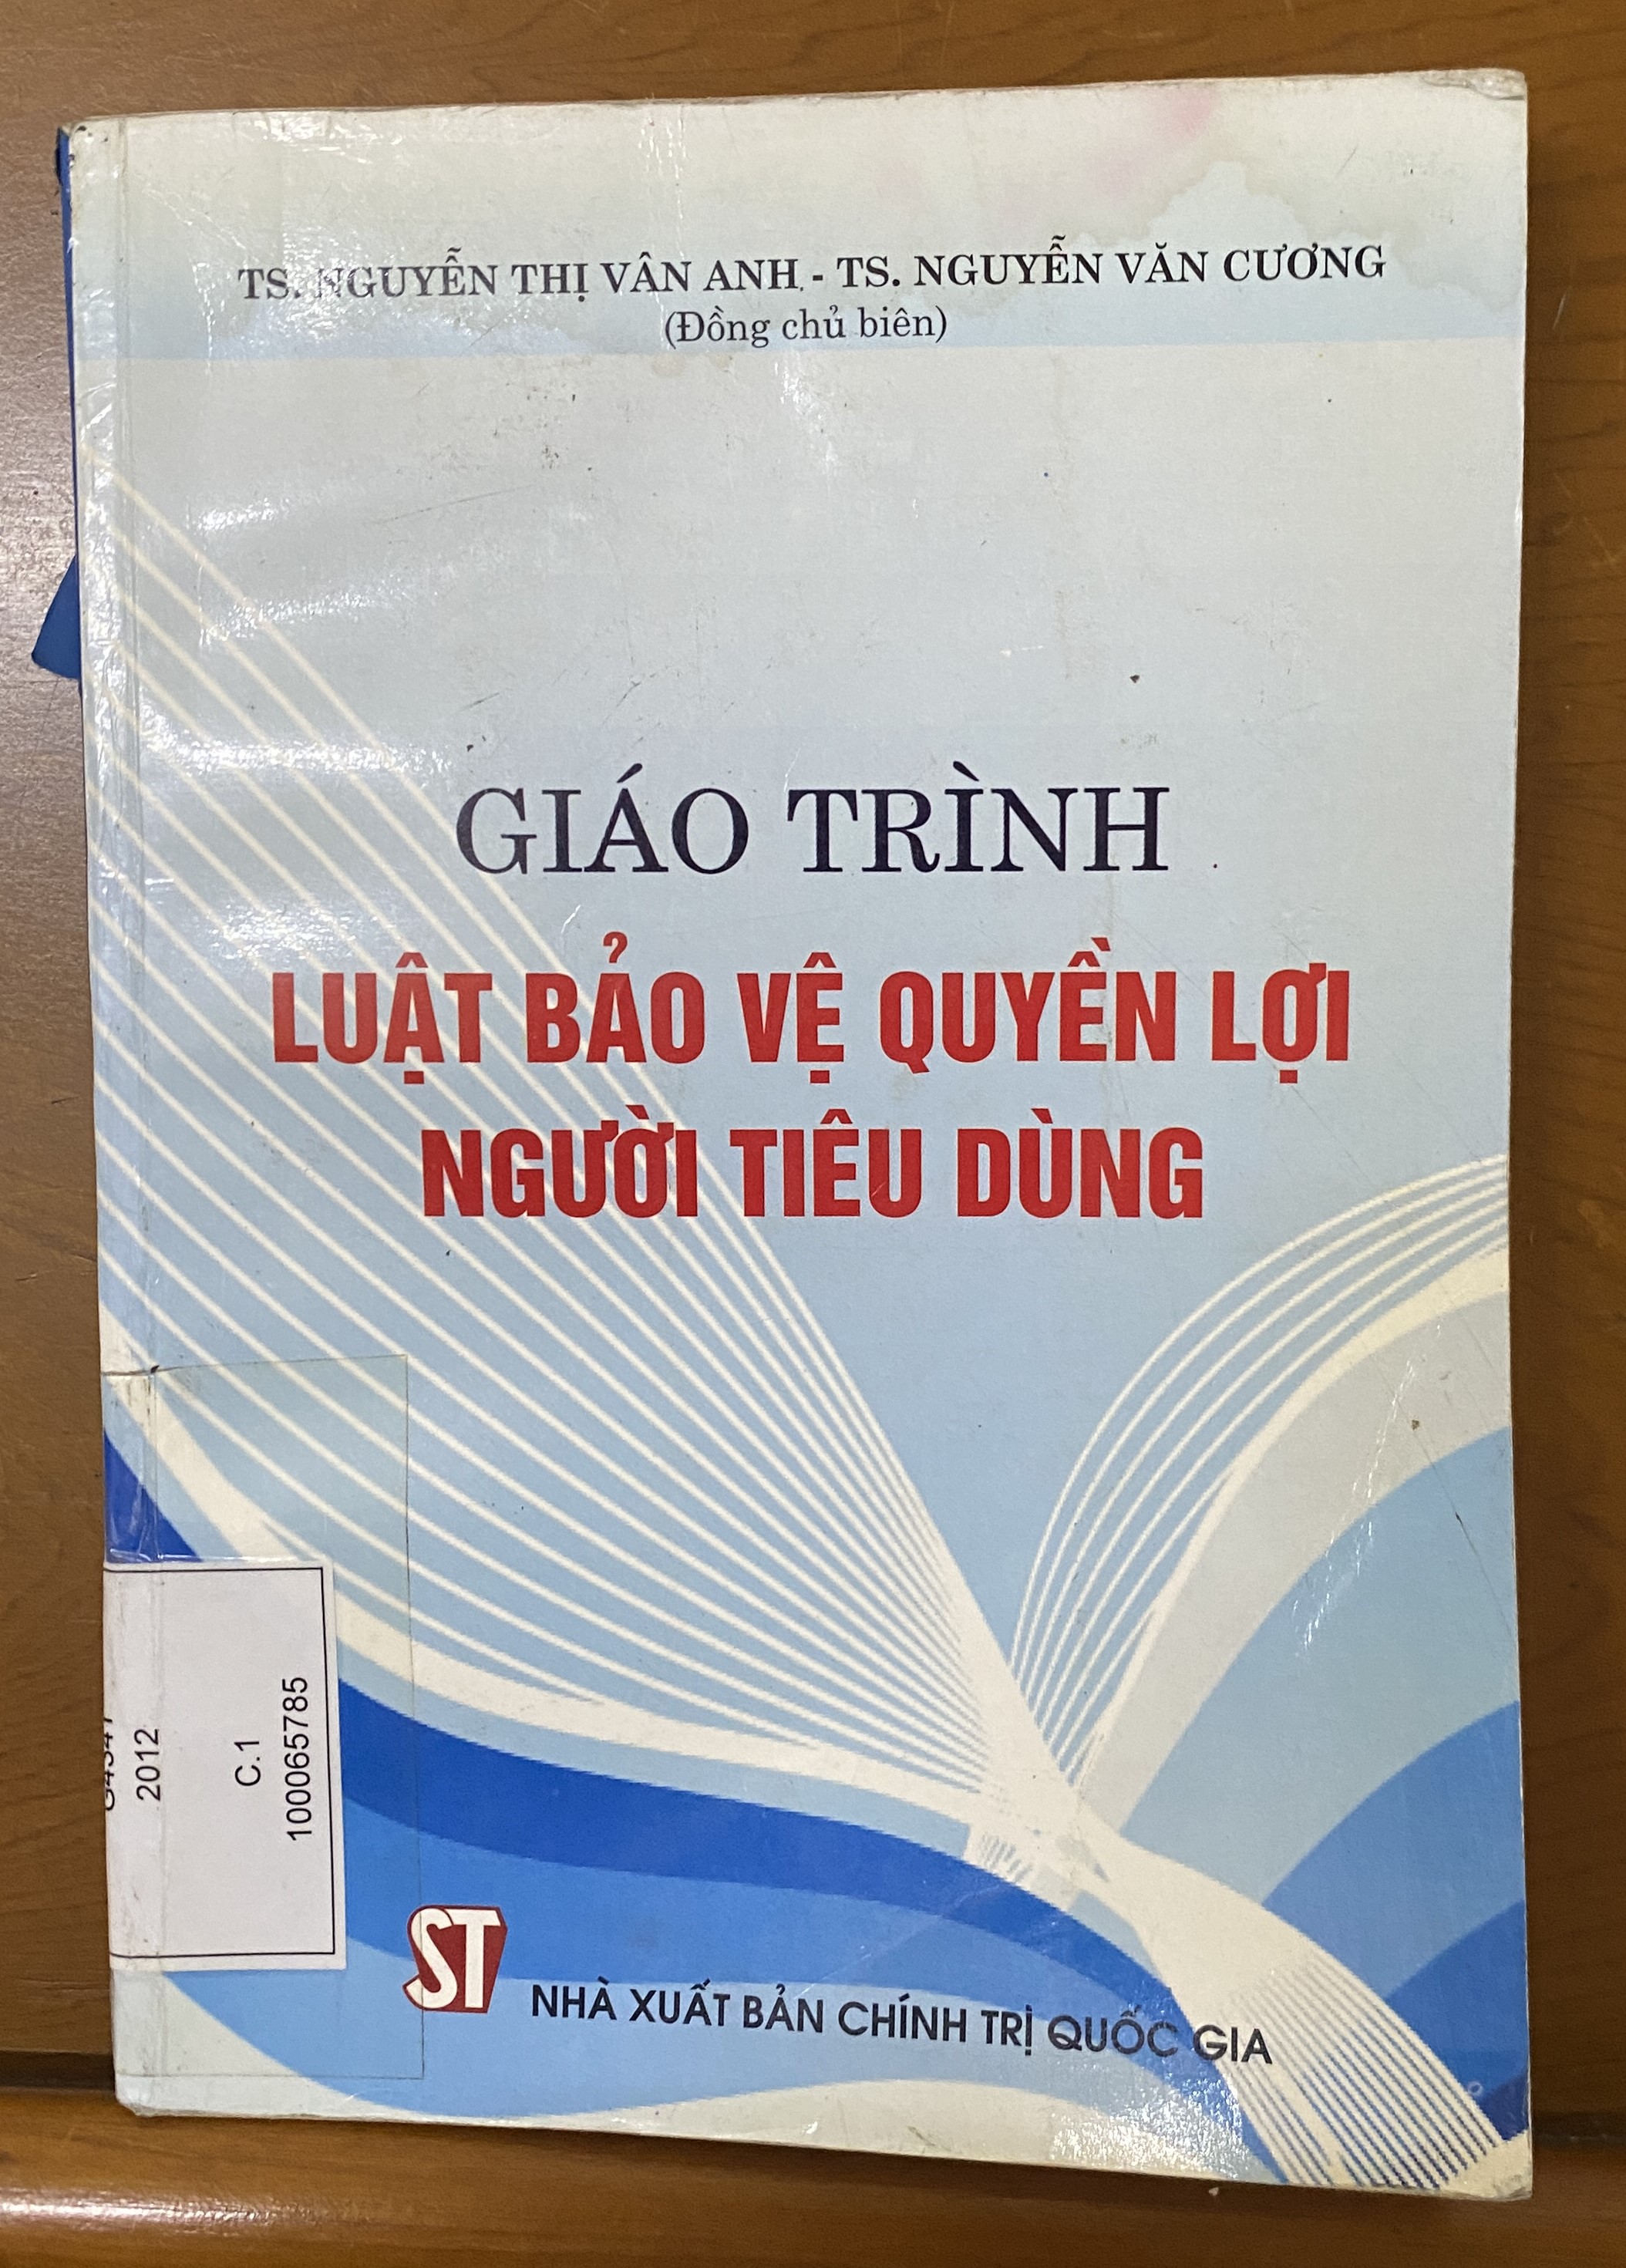 TS. NGUYỄN THỊ VÂN ANH - TS. NGUYỄN VĂN CƯƠNG
(Đồng chủ biên)
GIÁO TRÌNH
LUẬT BẢO VỆ QUYỀN LỢI
NGƯỜI TIÊU DÙNG
2012
C.1
100065785
ST
NHÀ XUẤT BẢN CHÍNH TRỊ QUỐC GIA